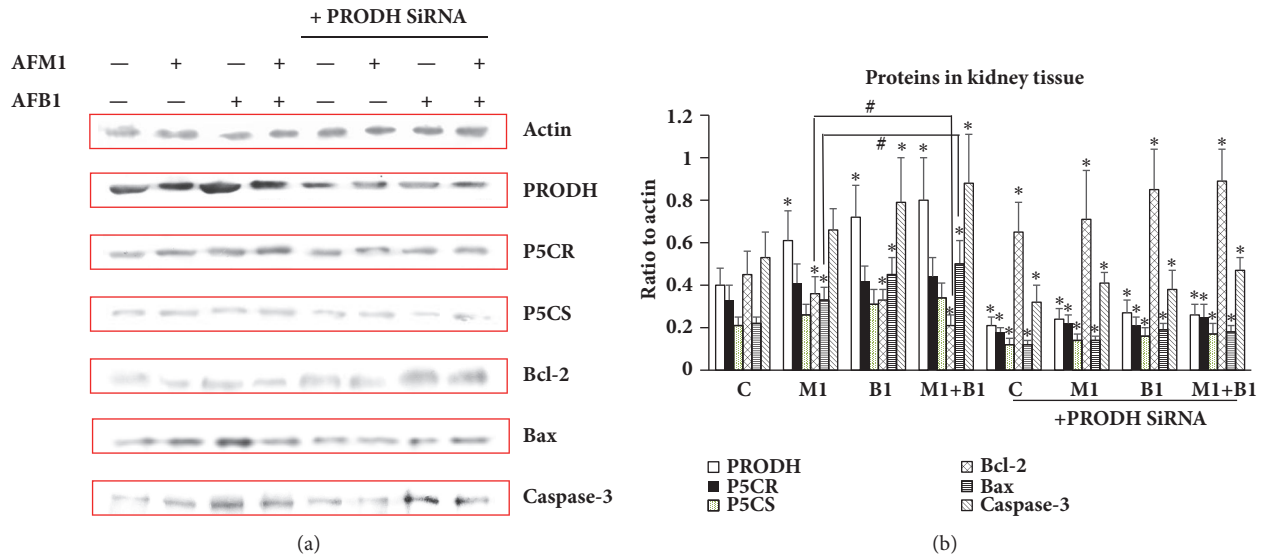 + PRODH SiRNA
AFM1 — + — + — + — +
AFB1 — — + + — — + +
Actin
PRODH
P5CR
P5CS
Bcl-2
Bax
Caspase-3
(a)
Proteins in kidney tissue
Ratio to actin
1.2
1
0.8
0.6
0.4
0.2
0
#
#
* * * * * * * * * * * * * * * * * * * * * * * * * * * * * * * * * * *
C M1 B1 M1+B1 C M1 B1 M1+B1
+PRODH SiRNA
PRODH
P5CR
P5CS
Bcl-2
Bax
Caspase-3
(b)